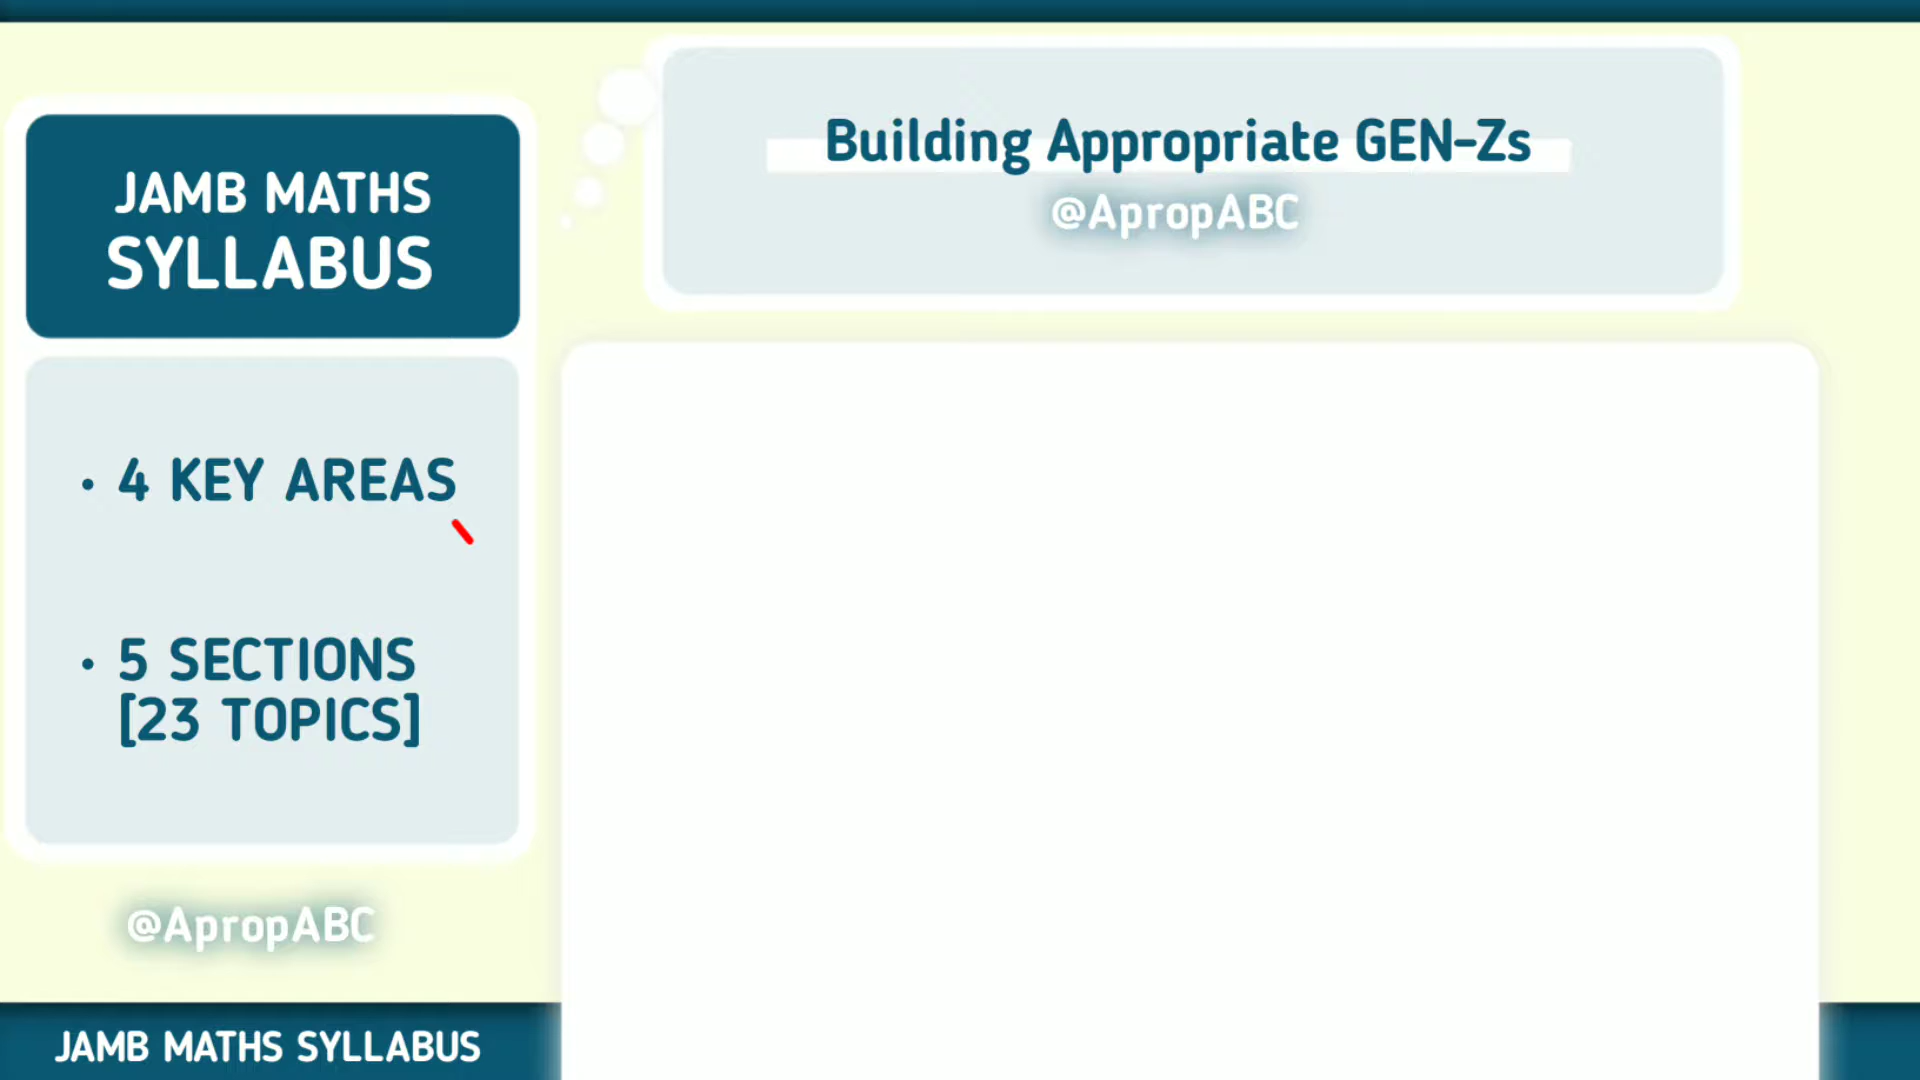 JAMB MATHS
SYLLABUS
• 4 KEY AREAS
• 5 SECTIONS
[23 TOPICS]
@ApropABC
JAMB MATHS SYLLABUS
Building Appropriate GEN-Zs
@ApropABC